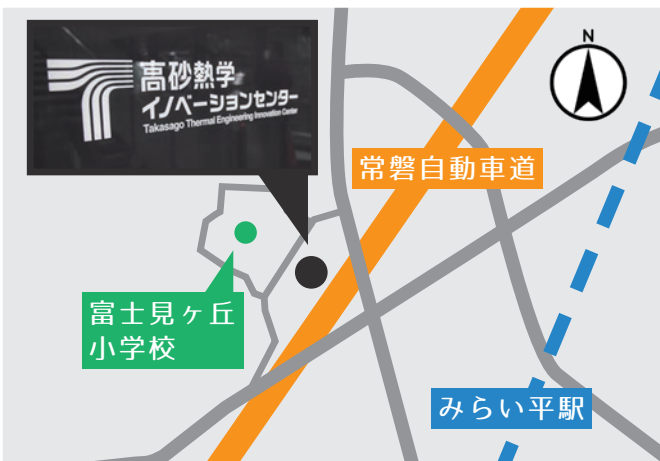 高砂熱学
イノベーションセンター
Takasago Thermal Engineering Innovation Center
N
常磐自動車道
富士見ヶ丘
小学校
みらい平駅